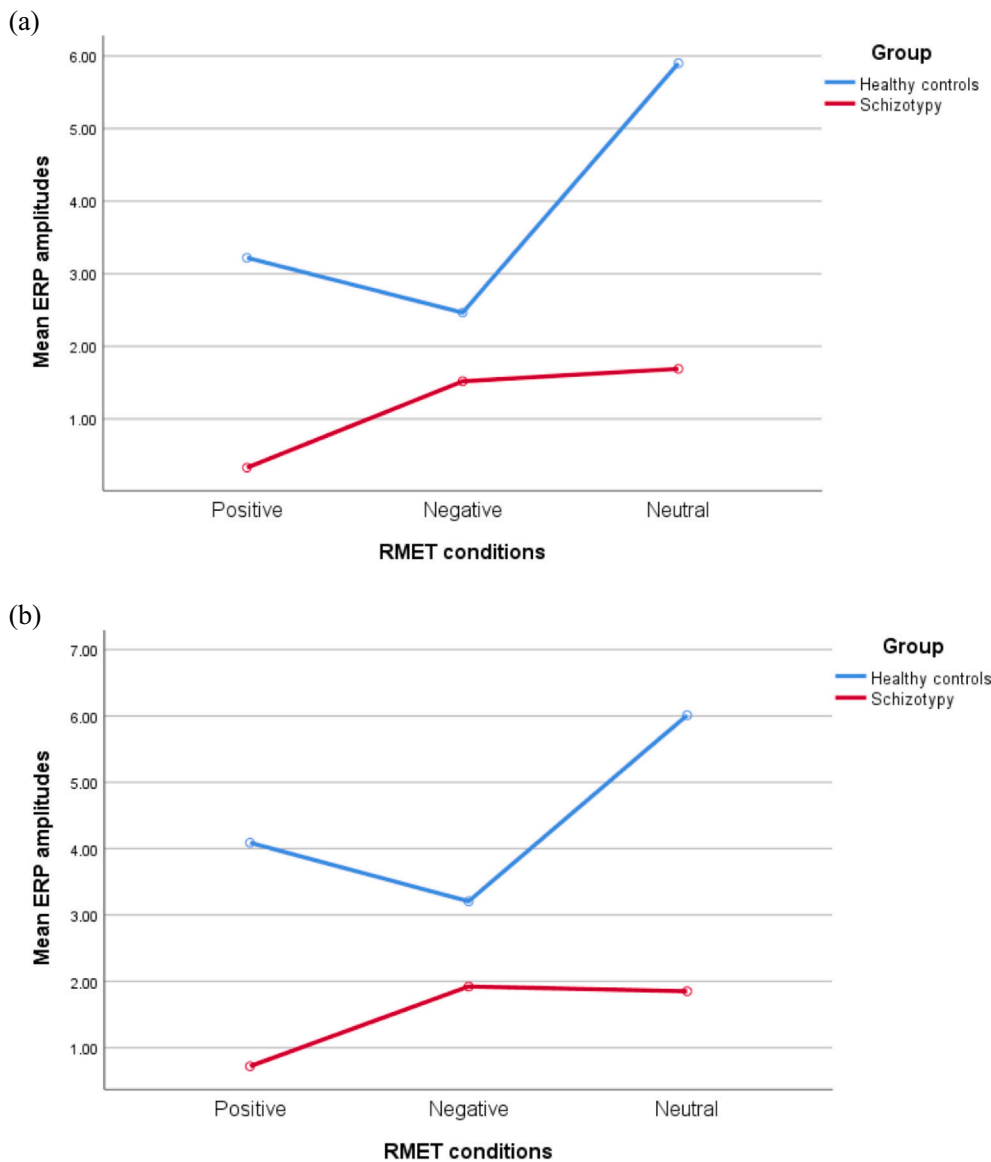 (a)
6.00
5.00
4.00
3.00
2.00
1.00
Mean ERP amplitudes
Positive
Negative
Neutral
RMET conditions
Group
Healthy controls
Schizotypy
(b)
7.00
6.00
5.00
4.00
3.00
2.00
1.00
Mean ERP amplitudes
Positive
Negative
Neutral
RMET conditions
Group
Healthy controls
Schizotypy